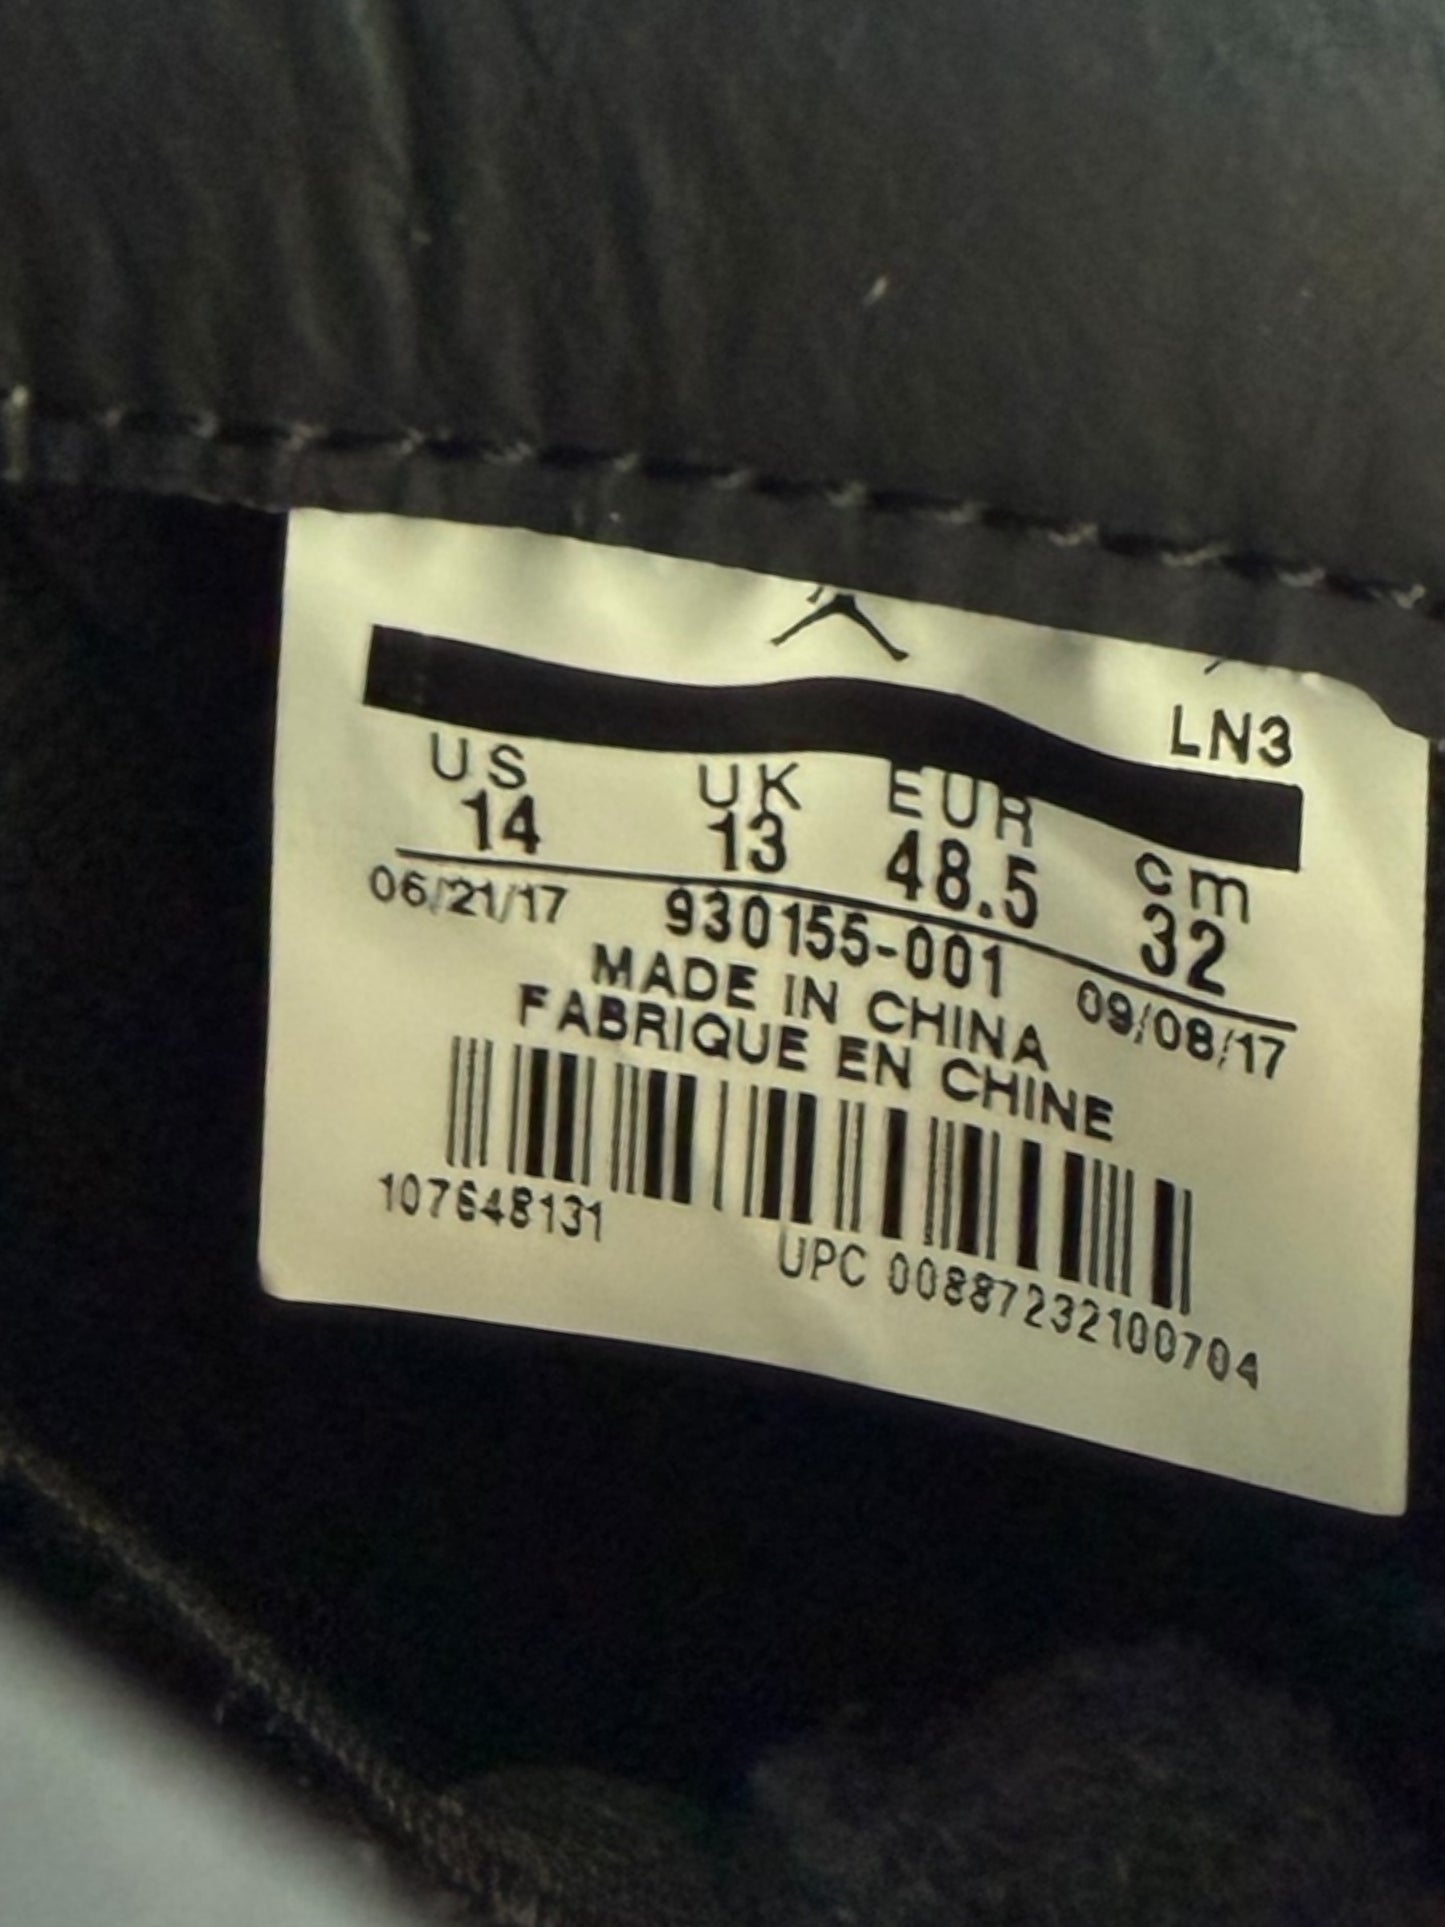 LN3
US UK EUR cm
14 13 48.5 32
06/21/17 930155-001 09/08/17
MADE IN CHINA
FABRIQUE EN CHINE
107648131 UPC 00887232100704